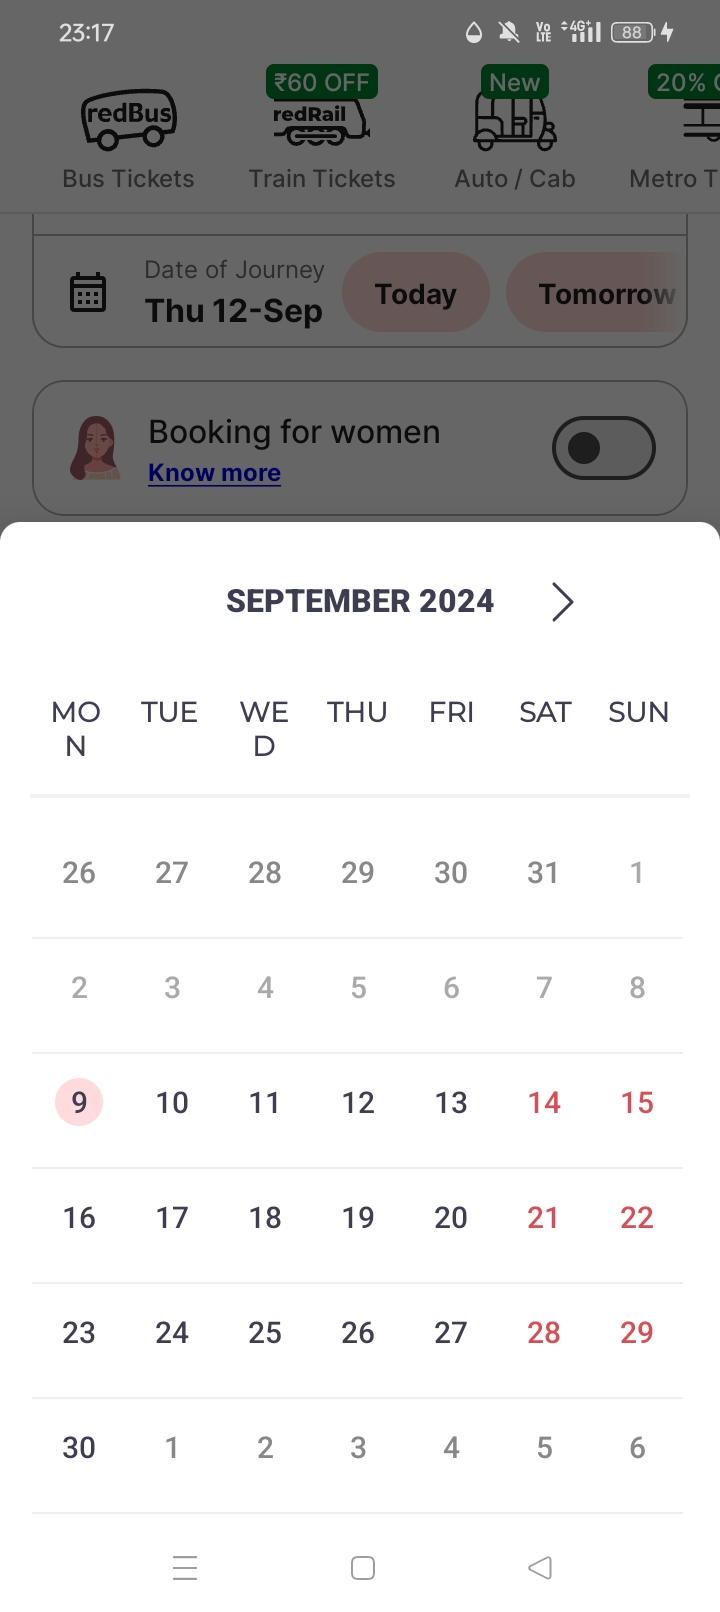 23:17
Vo LTE 4G+ 88
₹60 OFF New 20%
redBus redRail
Bus Tickets Train Tickets Auto / Cab Metro T
Date of Journey
Thu 12-Sep Today Tomorrow
Booking for women
Know more
SEPTEMBER 2024
MO TUE WE THU FRI SAT SUN
N D
26 27 28 29 30 31 1
2 3 4 5 6 7 8
9 10 11 12 13 14 15
16 17 18 19 20 21 22
23 24 25 26 27 28 29
30 1 2 3 4 5 6